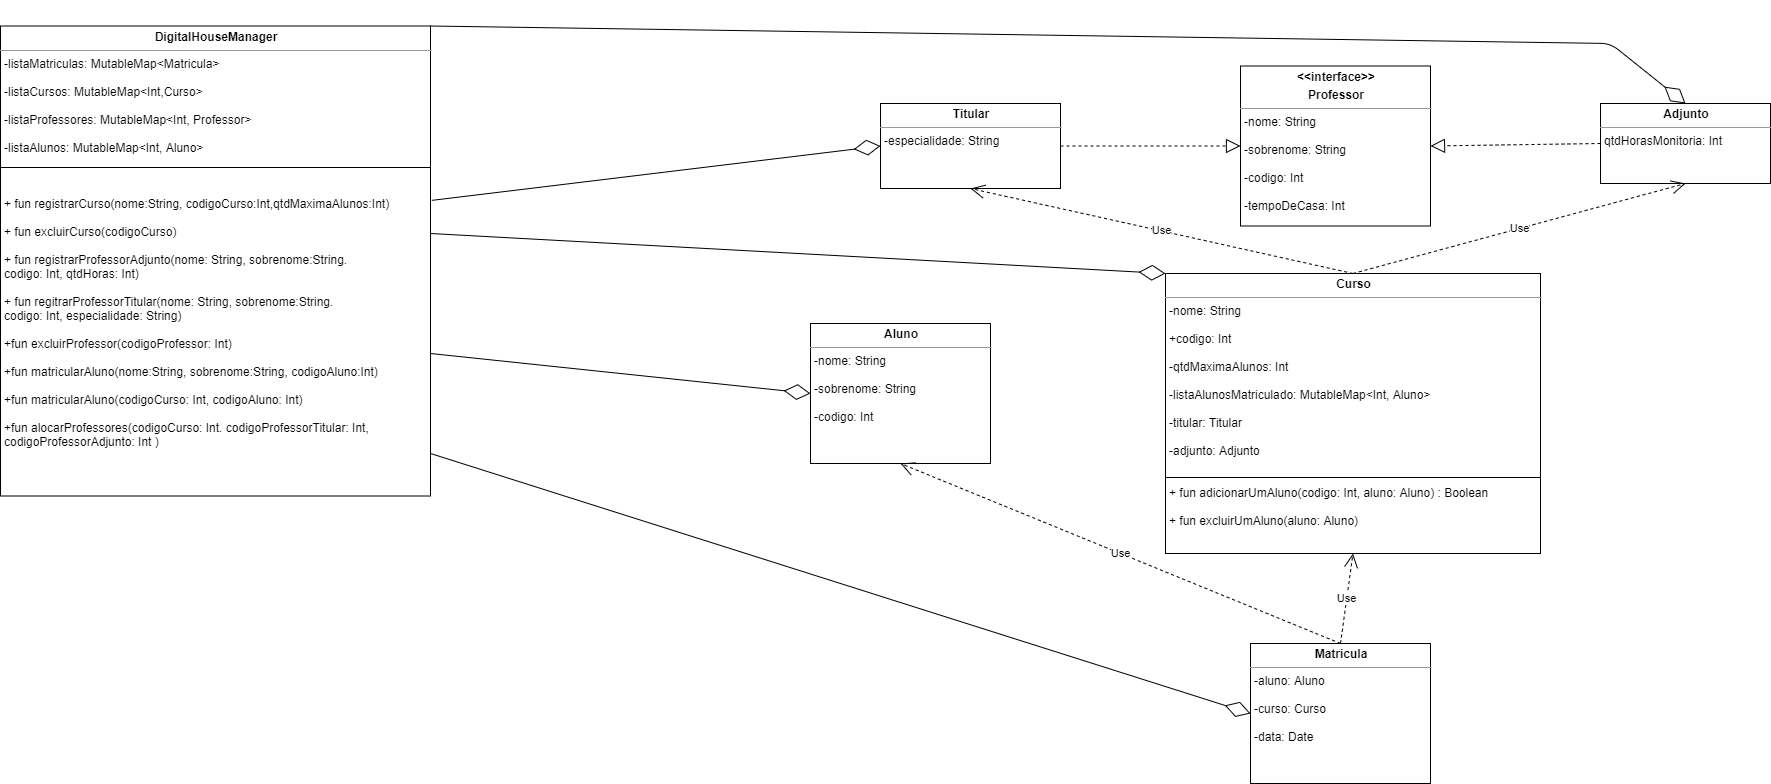 DigitalHouseManager
-listaMatriculas: MutableMap<Matricula>
-listaCursos: MutableMap<Int,Curso>
-listaProfessores: MutableMap<Int, Professor>
-listaAlunos: MutableMap<Int, Aluno>
+ fun registrarCurso(nome:String, codigoCurso:Int,qtdMaximaAlunos:Int)
+ fun excluirCurso(codigoCurso)
+ fun registrarProfessorAdjunto(nome: String, sobrenome:String.
codigo: Int, qtdHoras: Int)
+ fun regitrarProfessorTitular(nome: String, sobrenome:String.
codigo: Int, especialidade: String)
+fun excluirProfessor(codigoProfessor: Int)
+fun matricularAluno(nome:String, sobrenome:String, codigoAluno:Int)
+fun matricularAluno(codigoCurso: Int, codigoAluno: Int)
+fun alocarProfessores(codigoCurso: Int. codigoProfessorTitular: Int,
codigoProfessorAdjunto: Int )
Titular
-especialidade: String
<<interface>>
Professor
-nome: String
-sobrenome: String
-codigo: Int
-tempoDeCasa: Int
Adjunto
qtdHorasMonitoria: Int
Use
Use
Curso
-nome: String
+codigo: Int
-qtdMaximaAlunos: Int
-listaAlunosMatriculado: MutableMap<Int, Aluno>
-titular: Titular
-adjunto: Adjunto
+ fun adicionarUmAluno(codigo: Int, aluno: Aluno) : Boolean
+ fun excluirUmAluno(aluno: Aluno)
Aluno
-nome: String
-sobrenome: String
-codigo: Int
Use
Use
Matricula
-aluno: Aluno
-curso: Curso
-data: Date